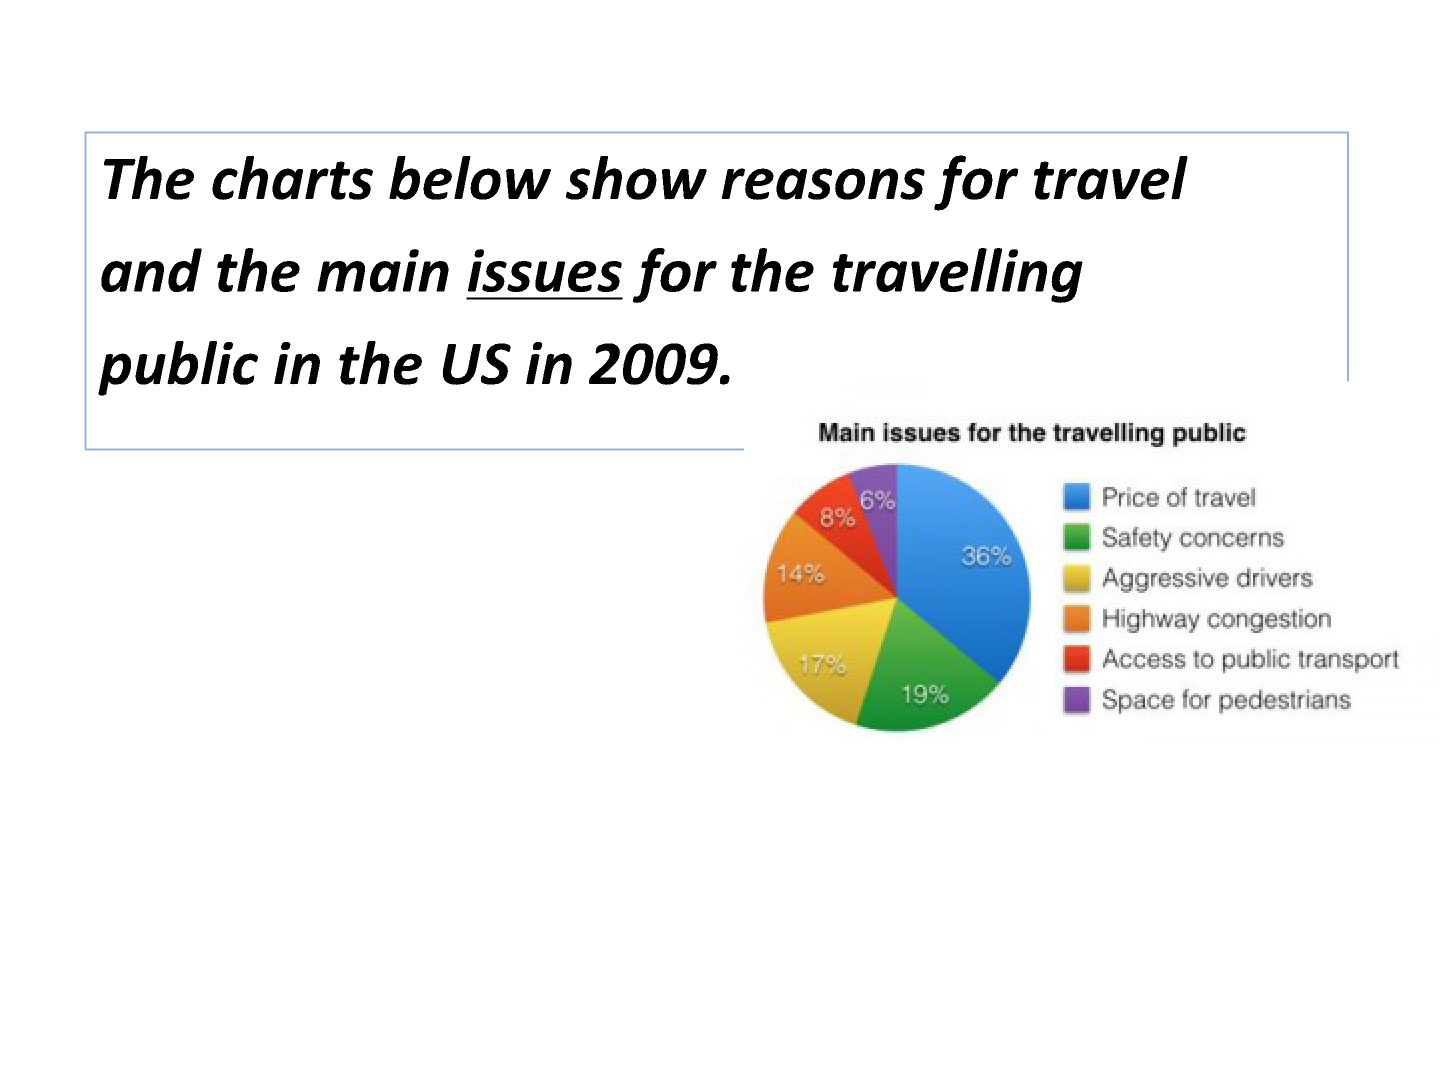 The charts below show reasons for travel
and the main issues for the travelling
public in the US in 2009.
Main issues for the travelling public
6%
8%
36%
14%
17%
19%
Price of travel
Safety concerns
Aggressive drivers
Highway congestion
Access to public transport
Space for pedestrians